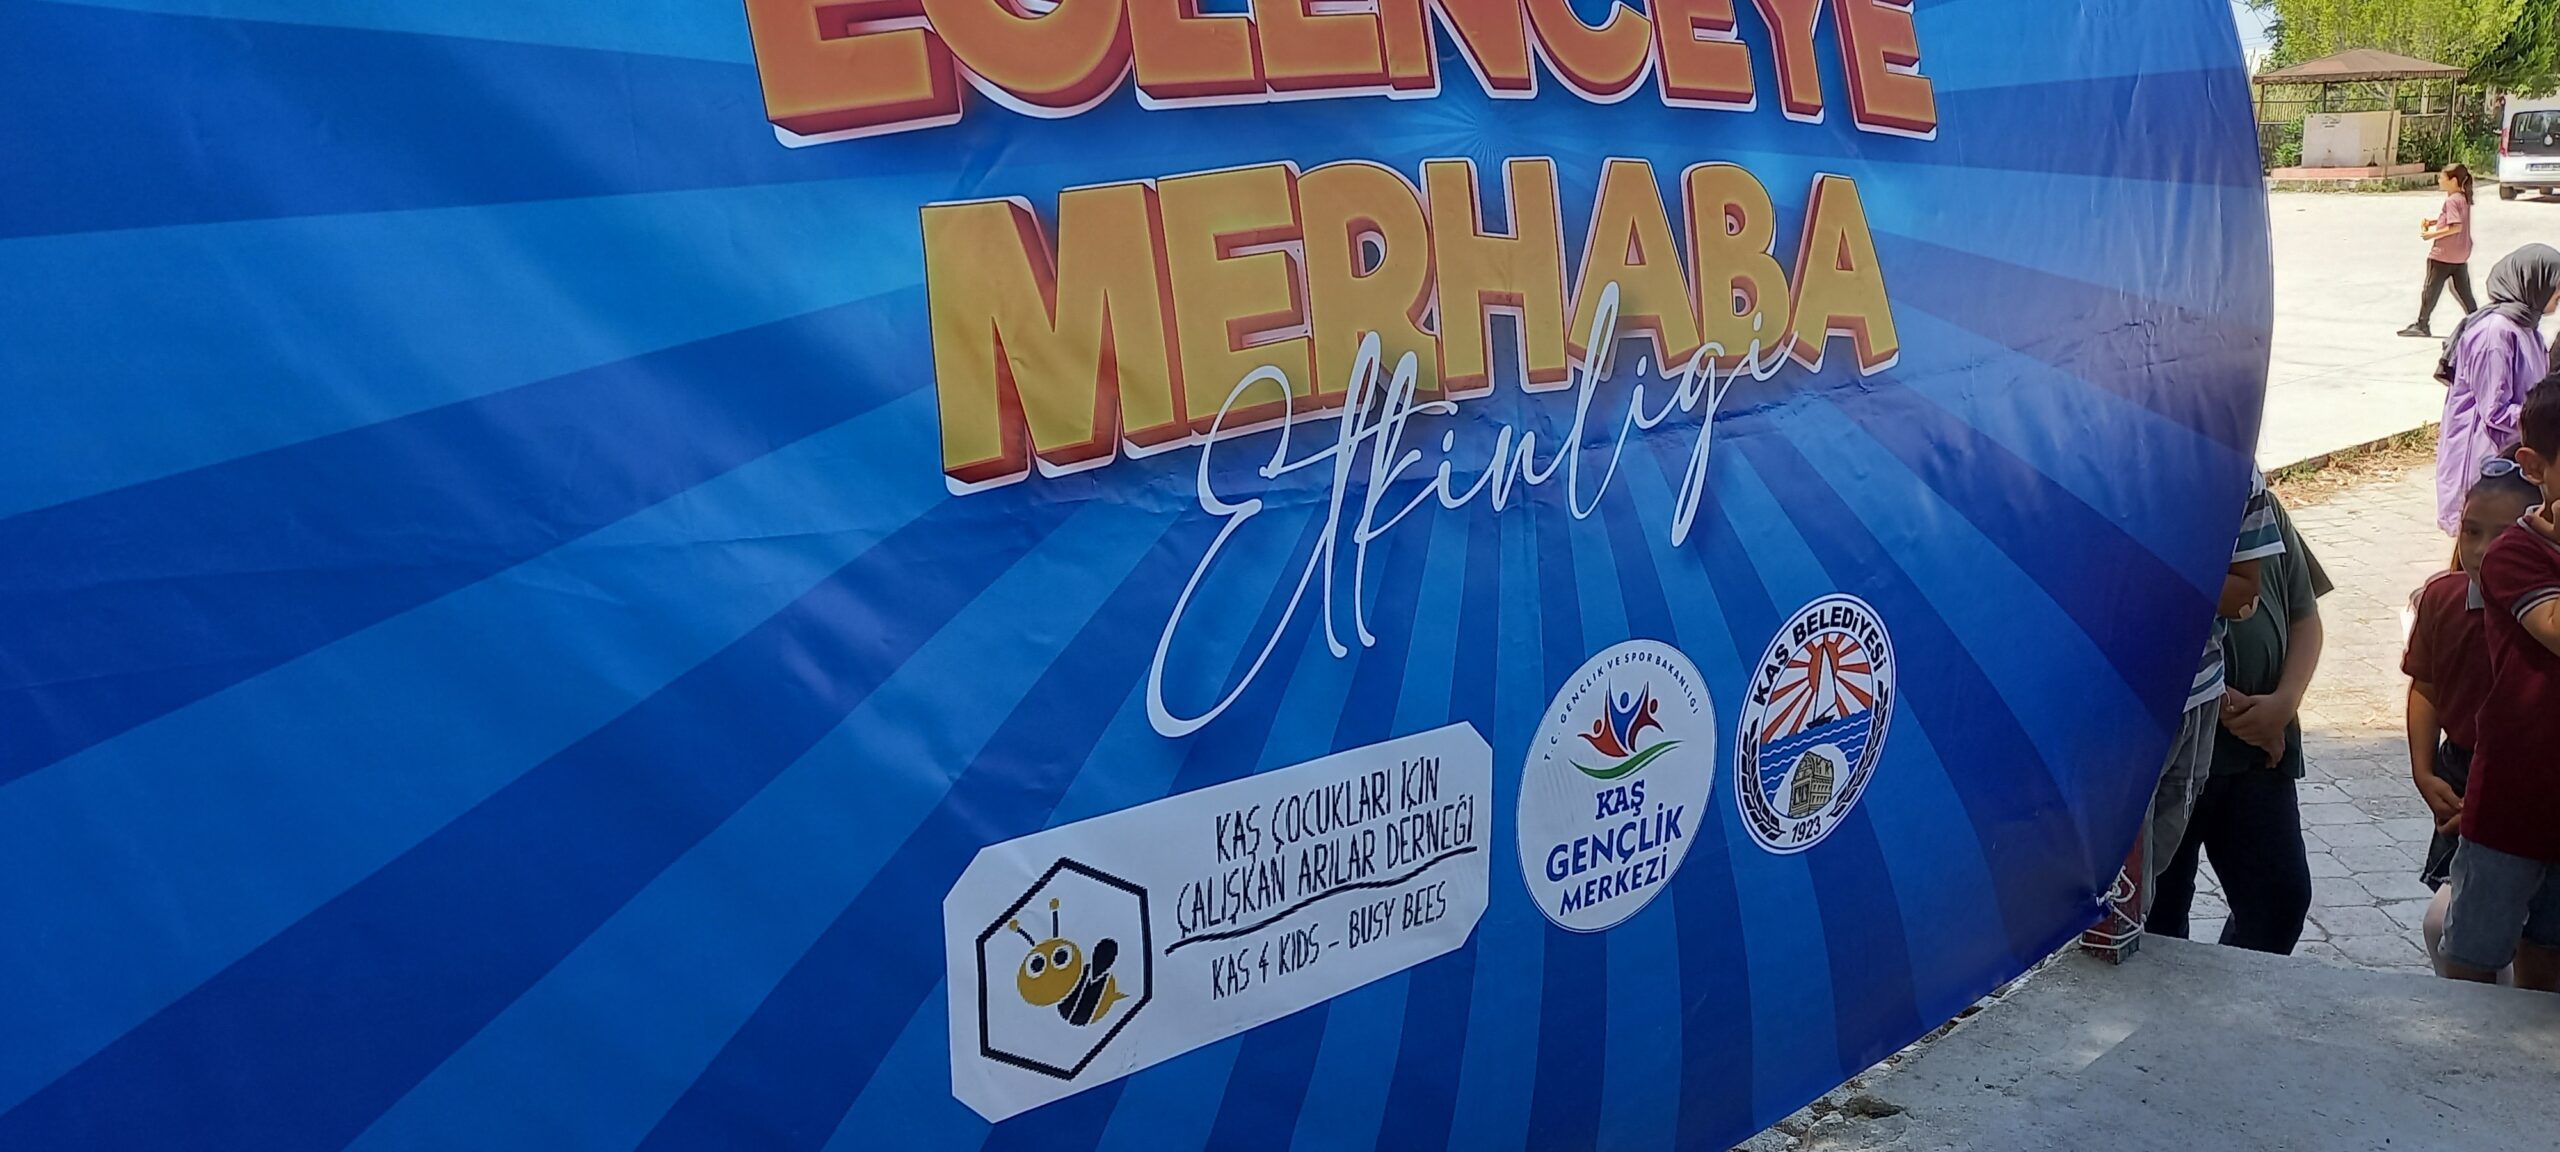 EĞLENCEYE
MERHABA
Etkinliği
KAŞ ÇOCUKLARI İÇİN
ÇALIŞKAN ARILAR DERNEĞİ
KAS 4 KIDS - BUSY BEES
T.C. GENÇLİK VE SPOR BAKANLIĞI
KAŞ
GENÇLİK
MERKEZİ
KAŞ BELEDİYESİ
1923